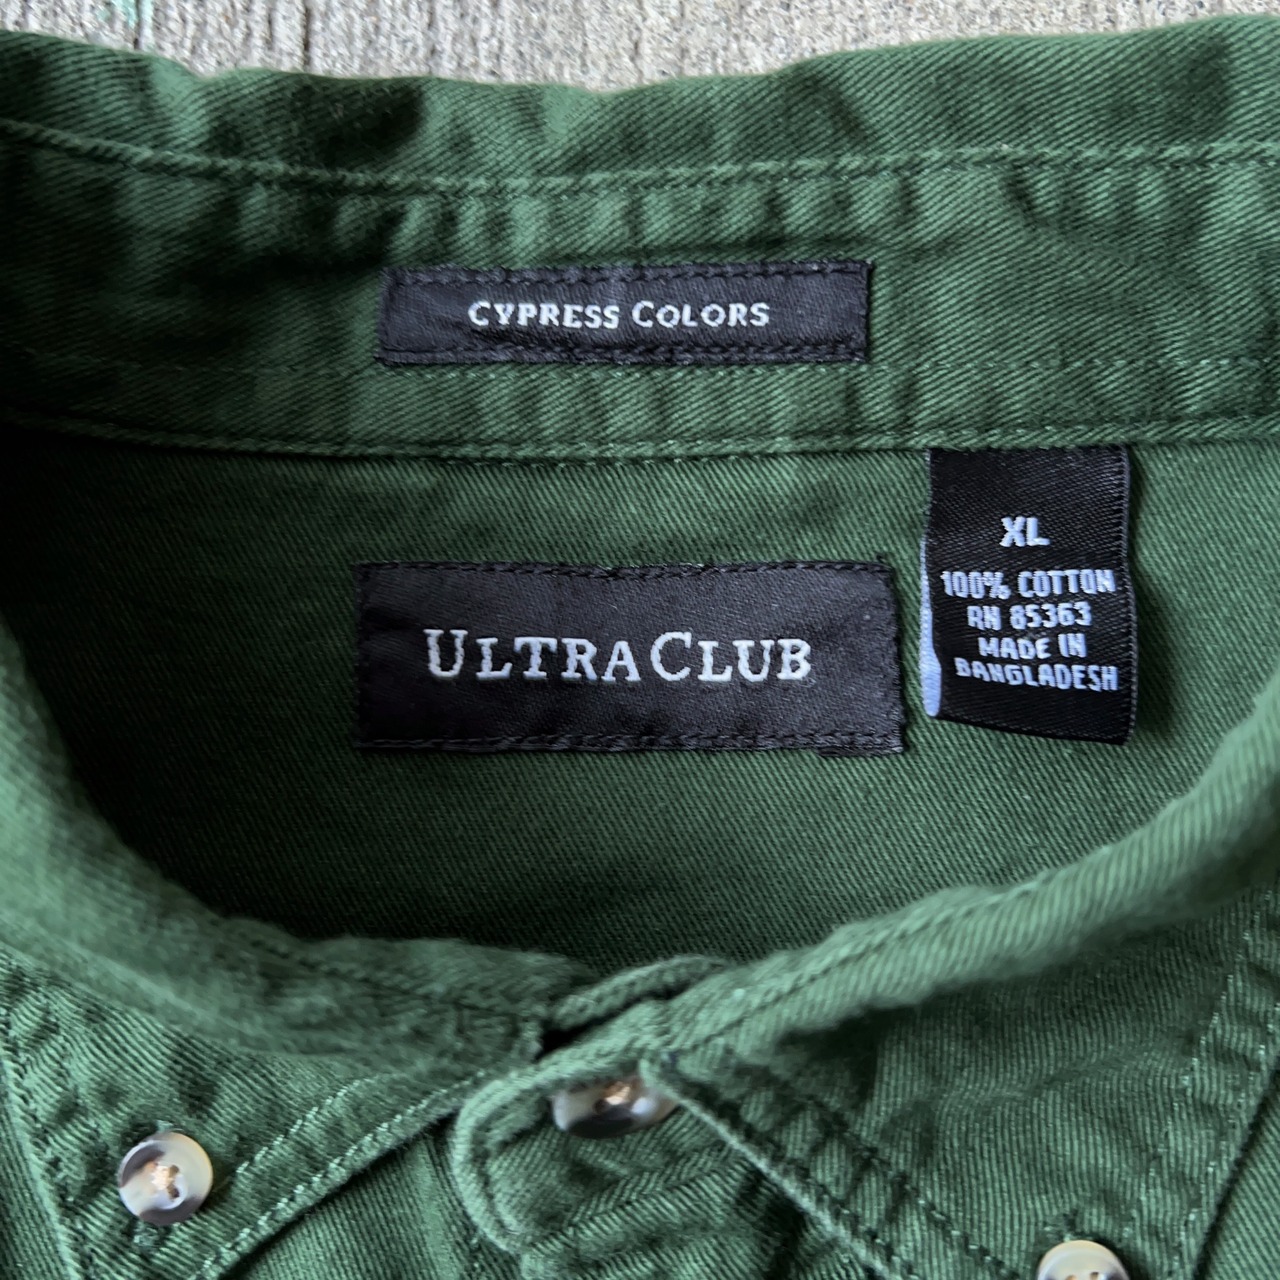 CYPRESS COLORS
XL
100% COTTON
RN 85363
MADE IN
BANGLADESH
ULTRACLUB